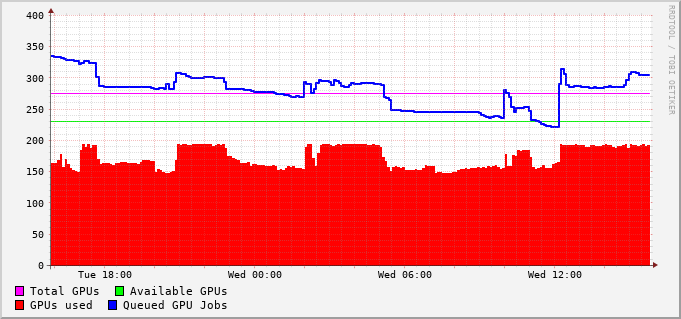 400
350
300
250
200
150
100
50
0
Tue 18:00 Wed 00:00 Wed 06:00 Wed 12:00
Total GPUs Available GPUs
GPUs used Queued GPU Jobs
RRDTOOL / TOBI OETIKER